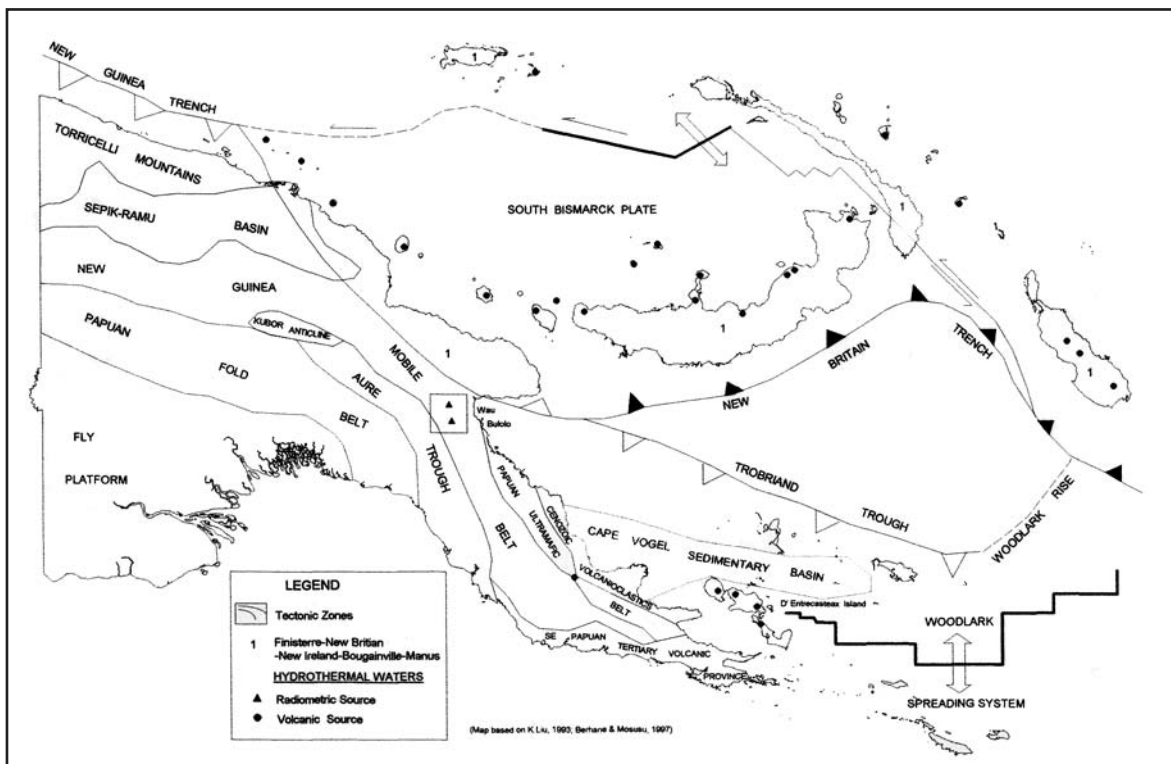 NEW GUINEA TRENCH
1
TORRICELLI MOUNTAINS
SEPIK-RAMU BASIN
SOUTH BISMARCK PLATE
1
NEW GUINEA MOBILE BELT
KUBOR ANTICLINE
PAPUAN FOLD BELT
AURE TROUGH
1
1
1
NEW BRITAIN TRENCH
Wau
Bulolo
FLY
PLATFORM
TROBRIAND TROUGH
WOODLARK RISE
PAPUAN ULTRAMAFIC BELT
CENOZOIC VOLCANIOCLASTICS
CAPE VOGEL SEDIMENTARY BASIN
D' Entrecasteax Island
WOODLARK
SPREADING SYSTEM
SE PAPUAN TERTIARY VOLCANIC PROVINCE
LEGEND
Tectonic Zones
1 Finisterre-New Britian
-New Ireland-Bougainville-Manus
HYDROTHERMAL WATERS
Radiometric Source
Volcanic Source
(Map based on K.Liu, 1993; Berhane & Mosusu, 1997)